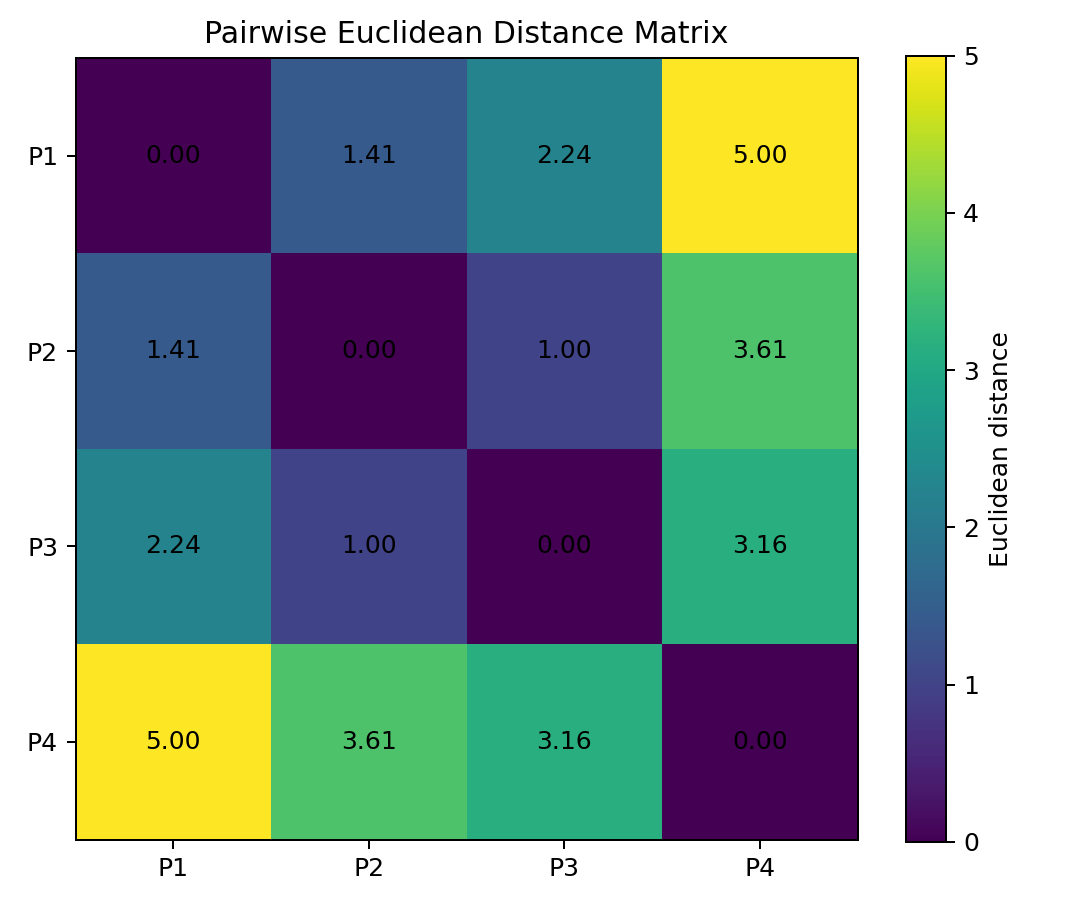 Pairwise Euclidean Distance Matrix
P1 0.00 1.41 2.24 5.00
P2 1.41 0.00 1.00 3.61
P3 2.24 1.00 0.00 3.16
P4 5.00 3.61 3.16 0.00
P1 P2 P3 P4
5
4
3
2
1
0
Euclidean distance